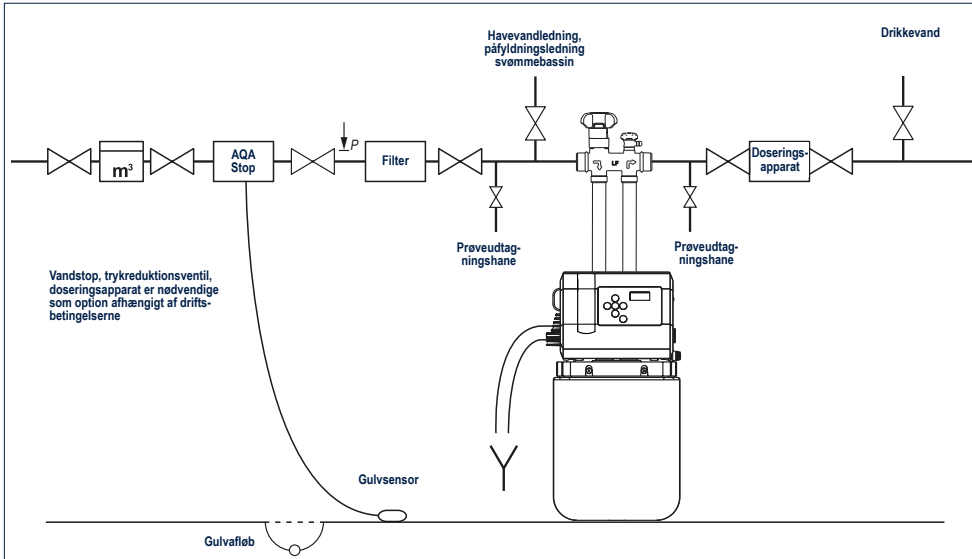 Havevandledning,
påfyldningsledning
svømmebassin
Drikkevand
m³
AQA
Stop
P
Filter
LF
Doserings-
apparat
Prøveudtag-
ningshane
Prøveudtag-
ningshane
Vandstop, trykreduktionsventil,
doseringsapparat er nødvendige
som option afhængigt af drifts-
betingelserne
Gulvsensor
Gulvafløb